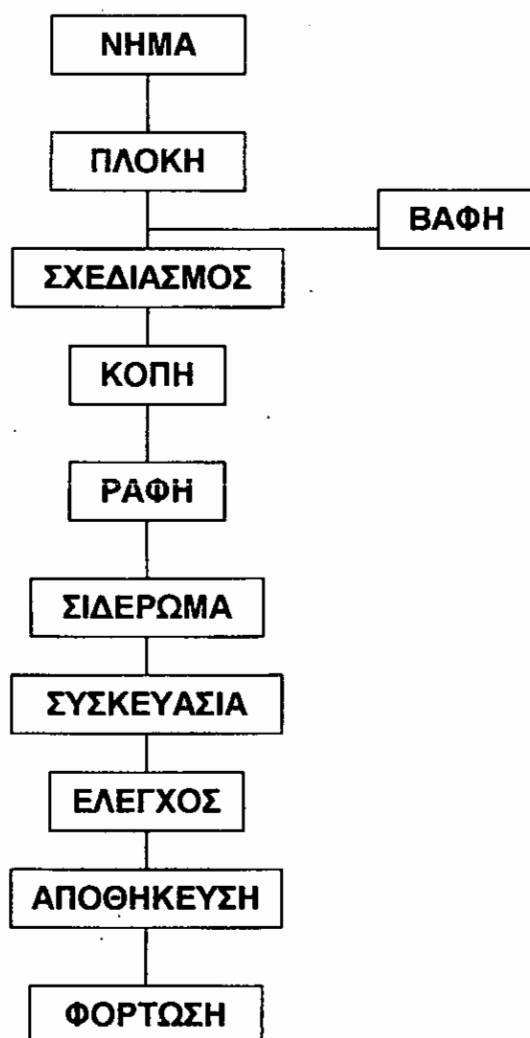 ΝΗΜΑ
ΠΛΟΚΗ
ΒΑΦΗ
ΣΧΕΔΙΑΣΜΟΣ
ΚΟΠΗ
ΡΑΦΗ
ΣΙΔΕΡΩΜΑ
ΣΥΣΚΕΥΑΣΙΑ
ΕΛΕΓΧΟΣ
ΑΠΟΘΗΚΕΥΣΗ
ΦΟΡΤΩΣΗ